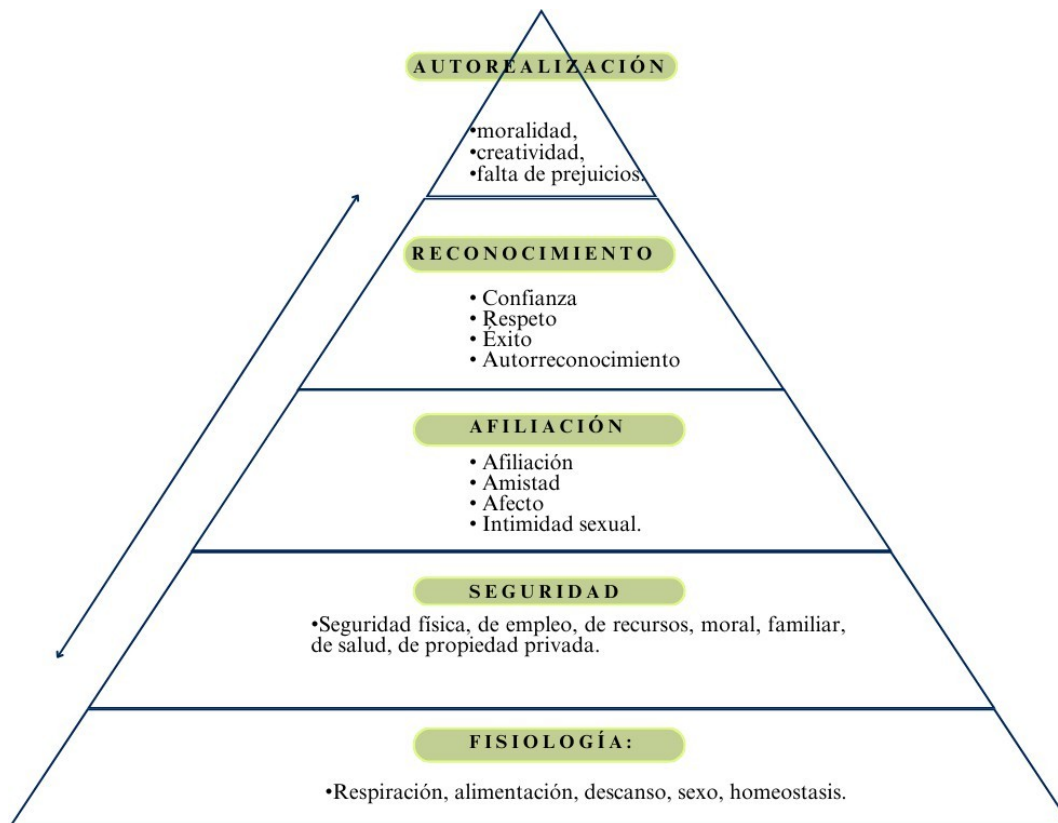 AUTOREALIZACIÓN
•moralidad,
•creatividad,
•falta de prejuicios.
RECONOCIMIENTO
• Confianza
• Respeto
• Éxito
• Autorreconocimiento
AFILIACIÓN
• Afiliación
• Amistad
• Afecto
• Intimidad sexual.
SEGURIDAD
•Seguridad física, de empleo, de recursos, moral, familiar,
de salud, de propiedad privada.
FISIOLOGÍA:
•Respiración, alimentación, descanso, sexo, homeostasis.